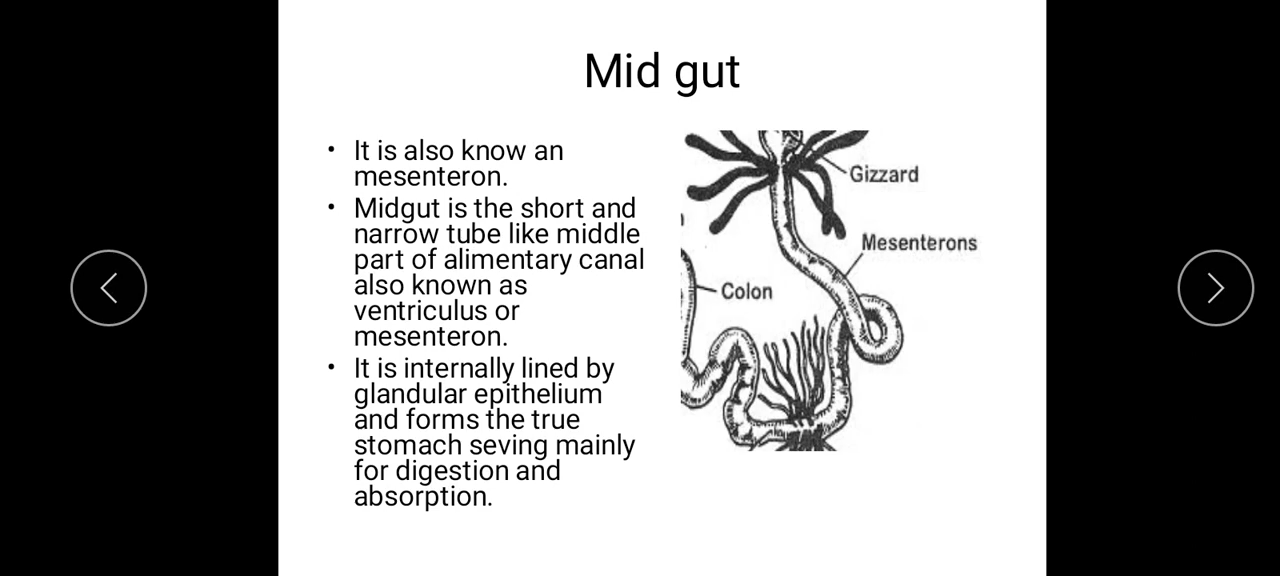 Mid gut
• It is also know an
mesenteron.
• Midgut is the short and
narrow tube like middle
part of alimentary canal
also known as
ventriculus or
mesenteron.
• It is internally lined by
glandular epithelium
and forms the true
stomach seving mainly
for digestion and
absorption.
Gizzard
Mesenterons
Colon